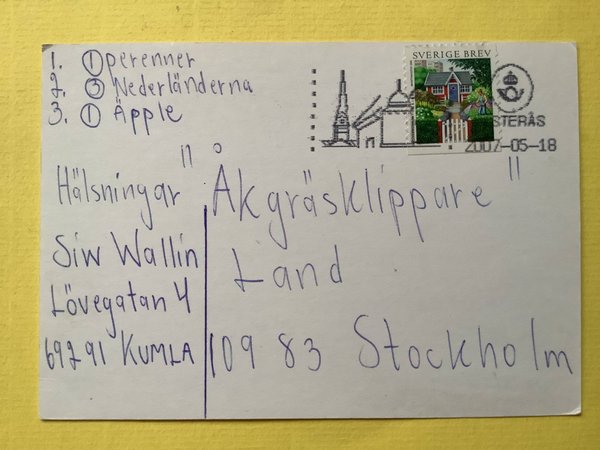 1. ① perenner
2. ③ Nederländerna
3. ① Äpple
SVERIGE BREV
STERÅS
2007-05-18
Hälsningar
Siw Wallin
Lövegatan 4
69291 KUMLA
"Åkgräsklippare"
Land
109 83 Stockholm